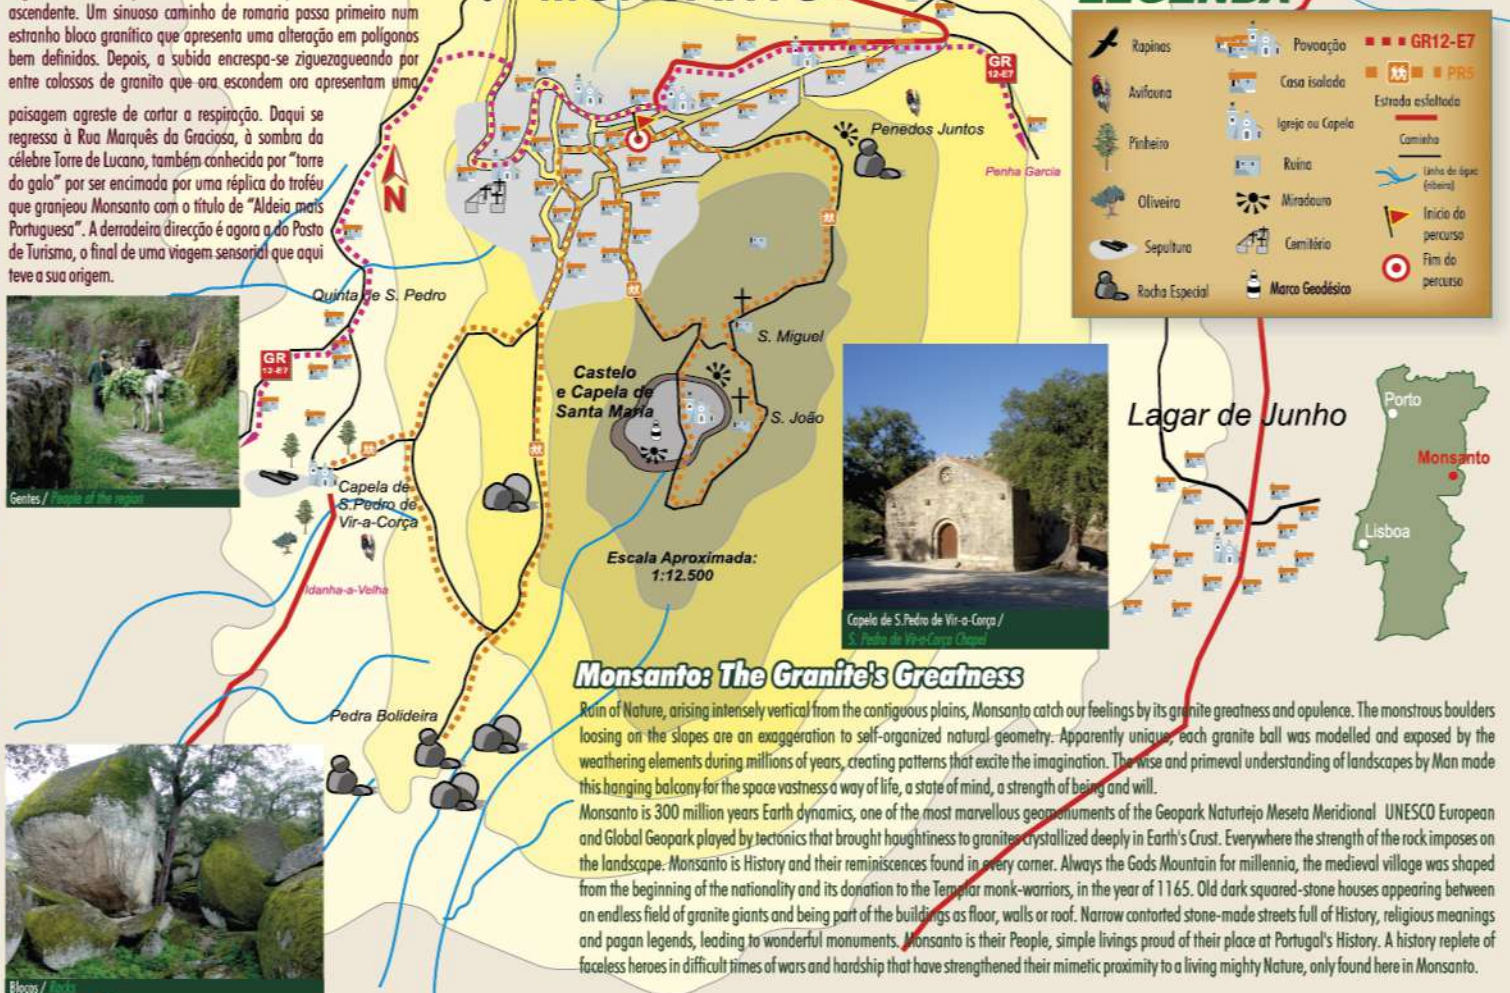 ascendente. Um sinuoso caminho de romaria passa primeiro num
estranho bloco granítico que apresenta uma alteração em polígonos
bem definidos. Depois, a subida encrespa-se ziguezagueando por
entre colossos de granito que ora escondem ora apresentam uma
paisagem agreste de cortar a respiração. Daqui se
regressa à Rua Marquês da Graciosa, à sombra da
célebre Torre de Lucano, também conhecida por "torre
do galo" por ser encimada por uma réplica do troféu
que granjeou Monsanto com o título de "Aldeia mais
Portuguesa". A derradeira direcção é agora a do Posto
de Turismo, o final de uma viagem sensorial que aqui
teve a sua origem.
Gentes / People of the region
Blocos / Rocks
N
Quinta de S. Pedro
GR
12-E7
Capela de
S.Pedro de
Vir-a-Corça
Idanha-a-Velha
Pedra Bolideira
GR
12-E7
Penedos Juntos
Penha Garcia
S. Miguel
Castelo
e Capela de
Santa Maria
S. João
Escala Aproximada:
1:12.500
LEGENDA
Rapinas
Avifauna
Pinheiro
Oliveira
Sepultura
Rocha Especial
Povoação
Casa isolada
Igreja ou Capela
Ruína
Miradouro
Cemitério
Marco Geodésico
GR12-E7
PR5
Estrada asfaltada
Caminho
Linha de água
(ribeira)
Início do
percurso
Fim do
percurso
Capela de S.Pedro de Vir-a-Corça /
S. Pedro de Vir-a-Corça Chapel
Lagar de Junho
Porto
Monsanto
Lisboa
Monsanto: The Granite's Greatness
Ruin of Nature, arising intensely vertical from the contiguous plains, Monsanto catch our feelings by its granite greatness and opulence. The monstrous boulders
loosing on the slopes are an exaggeration to self-organized natural geometry. Apparently unique, each granite ball was modelled and exposed by the
weathering elements during millions of years, creating patterns that excite the imagination. The wise and primeval understanding of landscapes by Man made
this hanging balcony for the space vastness a way of life, a state of mind, a strength of being and will.
Monsanto is 300 million years Earth dynamics, one of the most marvellous geomonuments of the Geopark Naturtejo Meseta Meridional UNESCO European
and Global Geopark played by tectonics that brought haughtiness to granites crystallized deeply in Earth's Crust. Everywhere the strength of the rock imposes on
the landscape. Monsanto is History and their reminiscences found in every corner. Always the Gods Mountain for millennia, the medieval village was shaped
from the beginning of the nationality and its donation to the Templar monk-warriors, in the year of 1165. Old dark squared-stone houses appearing between
an endless field of granite giants and being part of the buildings as floor, walls or roof. Narrow contorted stone-made streets full of History, religious meanings
and pagan legends, leading to wonderful monuments. Monsanto is their People, simple livings proud of their place at Portugal's History. A history replete of
faceless heroes in difficult times of wars and hardship that have strengthened their mimetic proximity to a living mighty Nature, only found here in Monsanto.